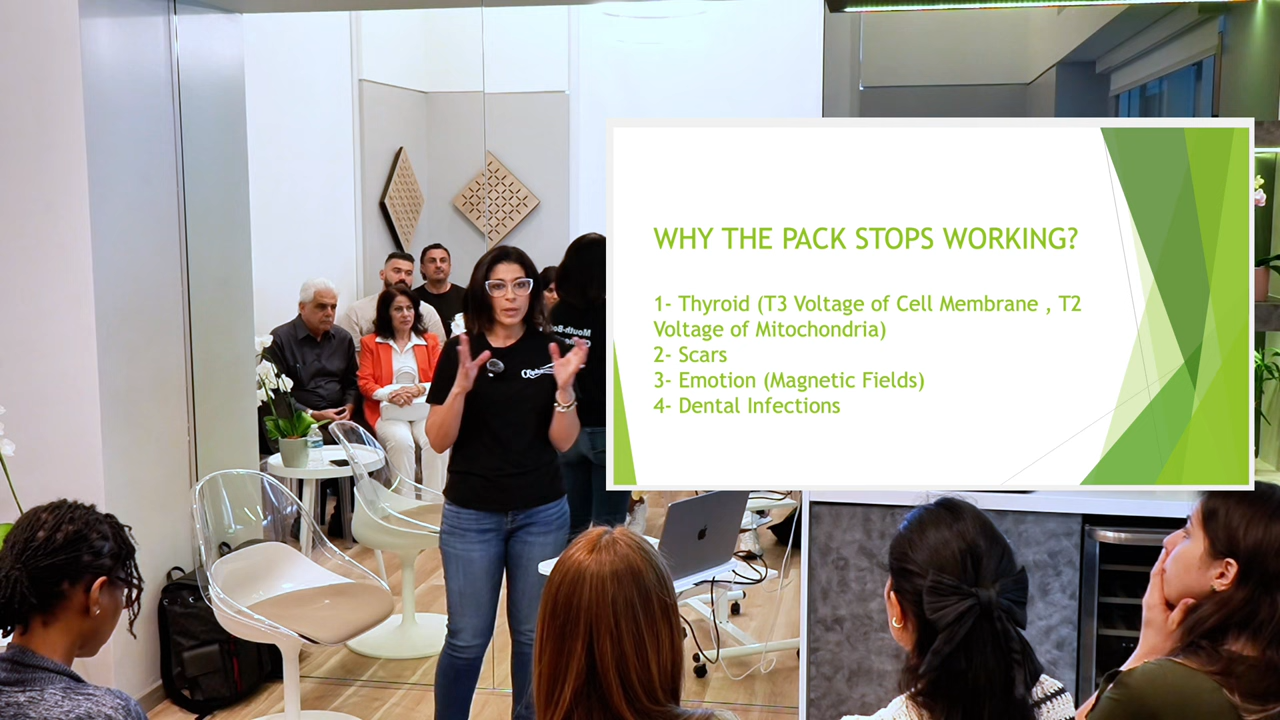 WHY THE PACK STOPS WORKING?
1- Thyroid (T3 Voltage of Cell Membrane , T2
Voltage of Mitochondria)
2- Scars
3- Emotion (Magnetic Fields)
4- Dental Infections